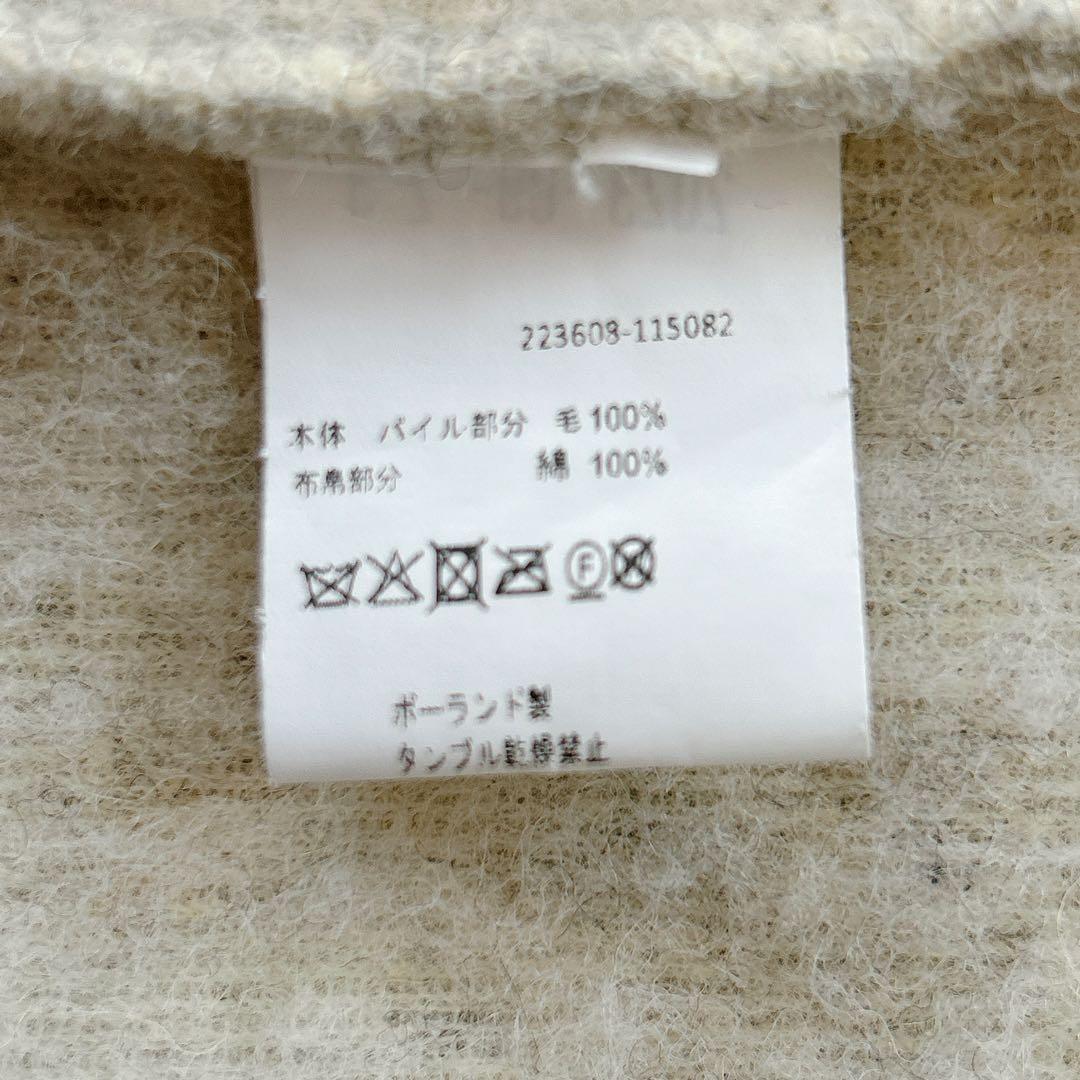 223608-115082
本体 パイル部分 毛 100%
布帛部分 綿 100%
F
ポーランド製
タンブル乾燥禁止